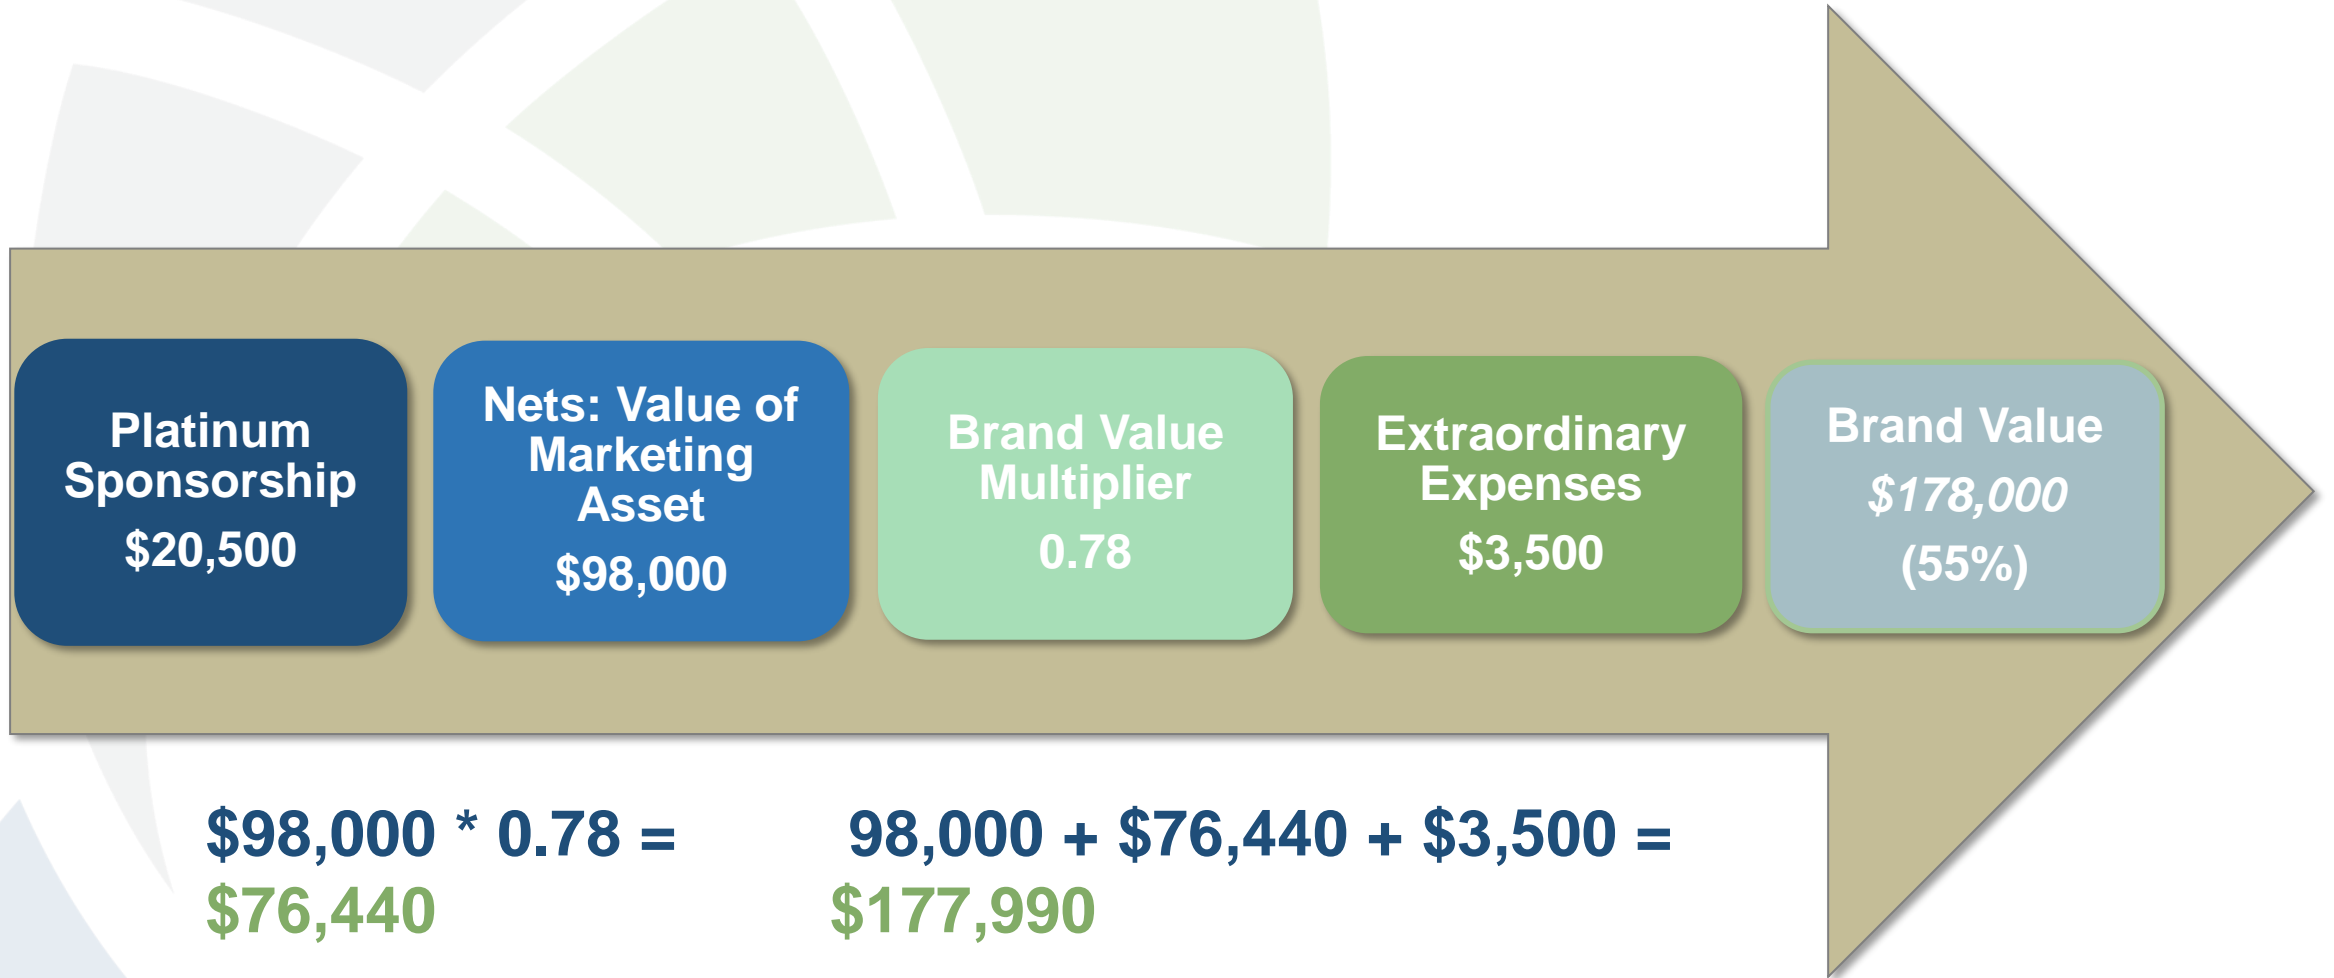 Platinum
Sponsorship
$20,500
Nets: Value of
Marketing
Asset
$98,000
Brand Value
Multiplier
0.78
Extraordinary
Expenses
$3,500
Brand Value
$178,000
(55%)
$98,000 * 0.78 =
$76,440
98,000 + $76,440 + $3,500 =
$177,990